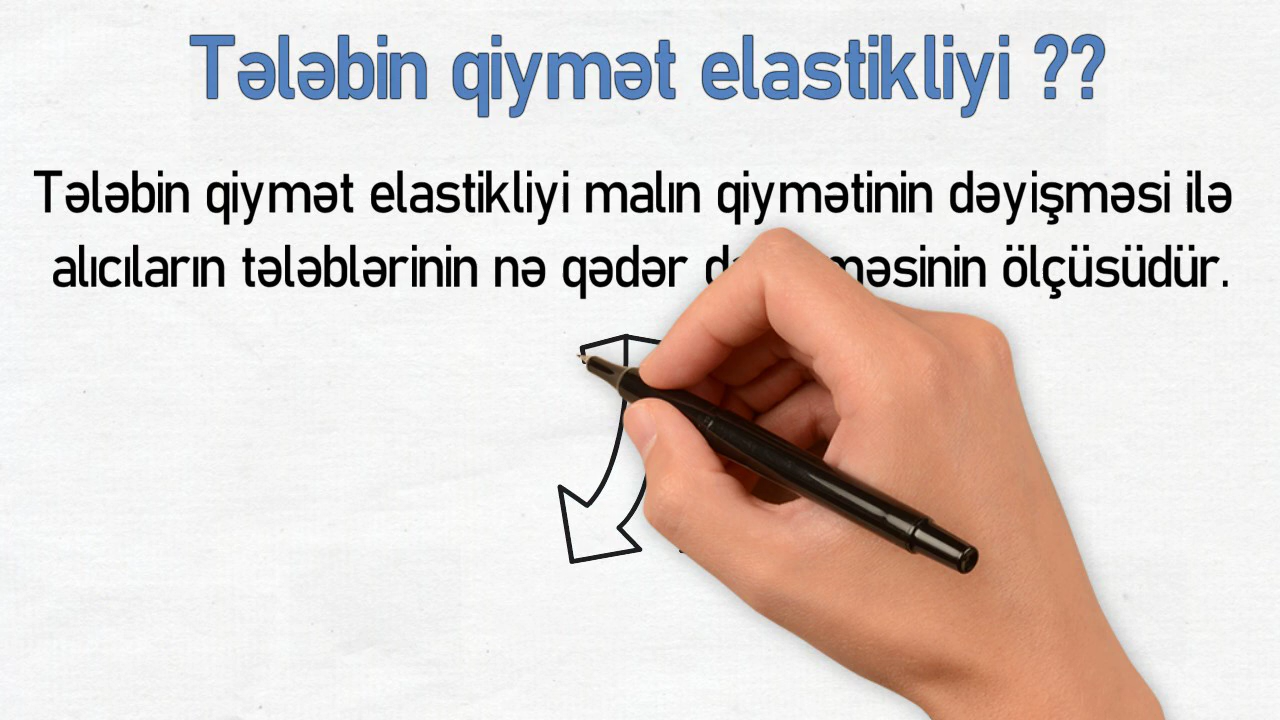 Tələbin qiymət elastikliyi ??
Tələbin qiymət elastikliyi malın qiymətinin dəyişməsi ilə
alıcıların tələblərinin nə qədər ölçüsüdür.